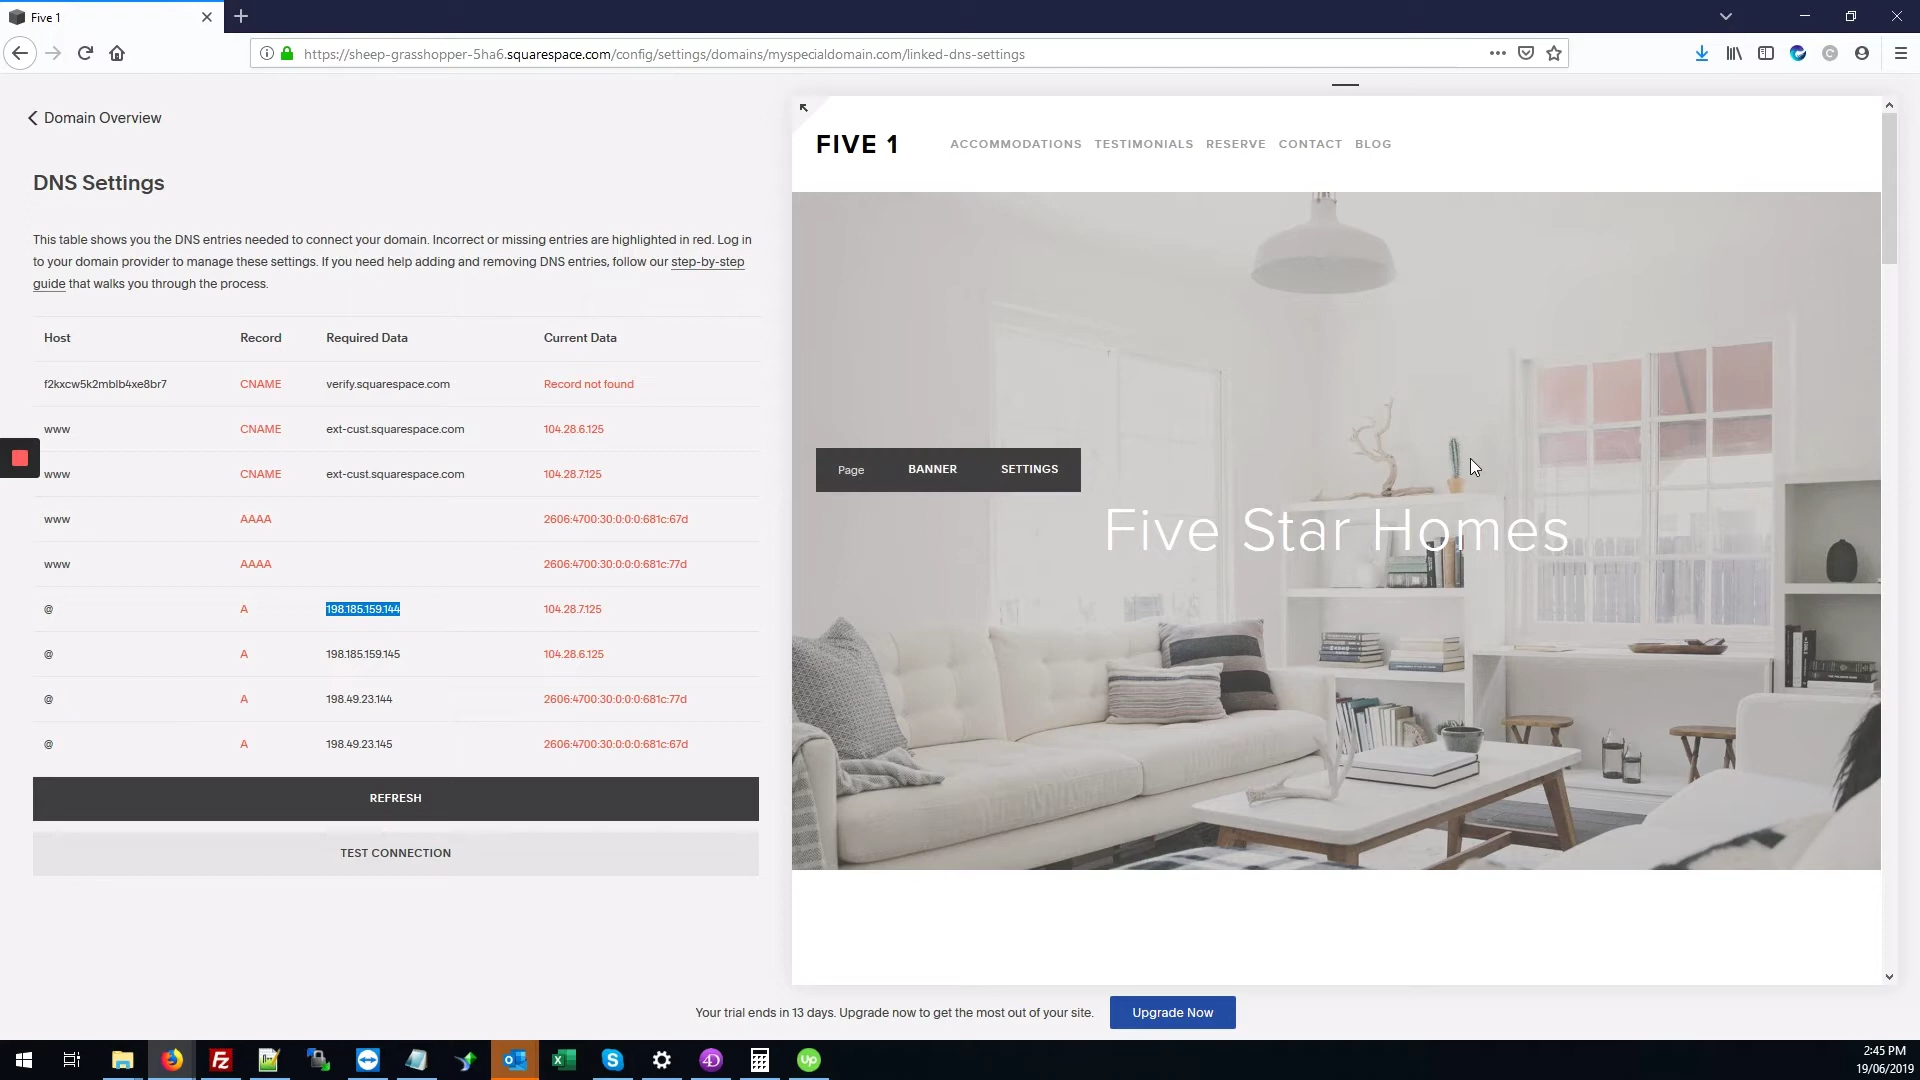 Five 1
https://sheep-grasshopper-5ha6.squarespace.com/config/settings/domains/myspecialdomain.com/linked-dns-settings
Domain Overview
DNS Settings
This table shows you the DNS entries needed to connect your domain. Incorrect or missing entries are highlighted in red. Log in
to your domain provider to manage these settings. If you need help adding and removing DNS entries, follow our step-by-step
guide that walks you through the process.
Host Record Required Data Current Data
f2kxcw5k2mblb4xe8br7 CNAME verify.squarespace.com Record not found
www CNAME ext-cust.squarespace.com 104.28.6.125
www CNAME ext-cust.squarespace.com 104.28.7.125
www AAAA 2606:4700:30:0:0:0:681c:67d
www AAAA 2606:4700:30:0:0:0:681c:77d
@ A 198.185.159.144 104.28.7.125
@ A 198.185.159.145 104.28.6.125
@ A 198.49.23.144 2606:4700:30:0:0:0:681c:77d
@ A 198.49.23.145 2606:4700:30:0:0:0:681c:67d
REFRESH
TEST CONNECTION
FIVE 1 ACCOMMODATIONS TESTIMONIALS RESERVE CONTACT BLOG
Page BANNER SETTINGS
Five Star Homes
Your trial ends in 13 days. Upgrade now to get the most out of your site. Upgrade Now
2:45 PM
19/06/2019